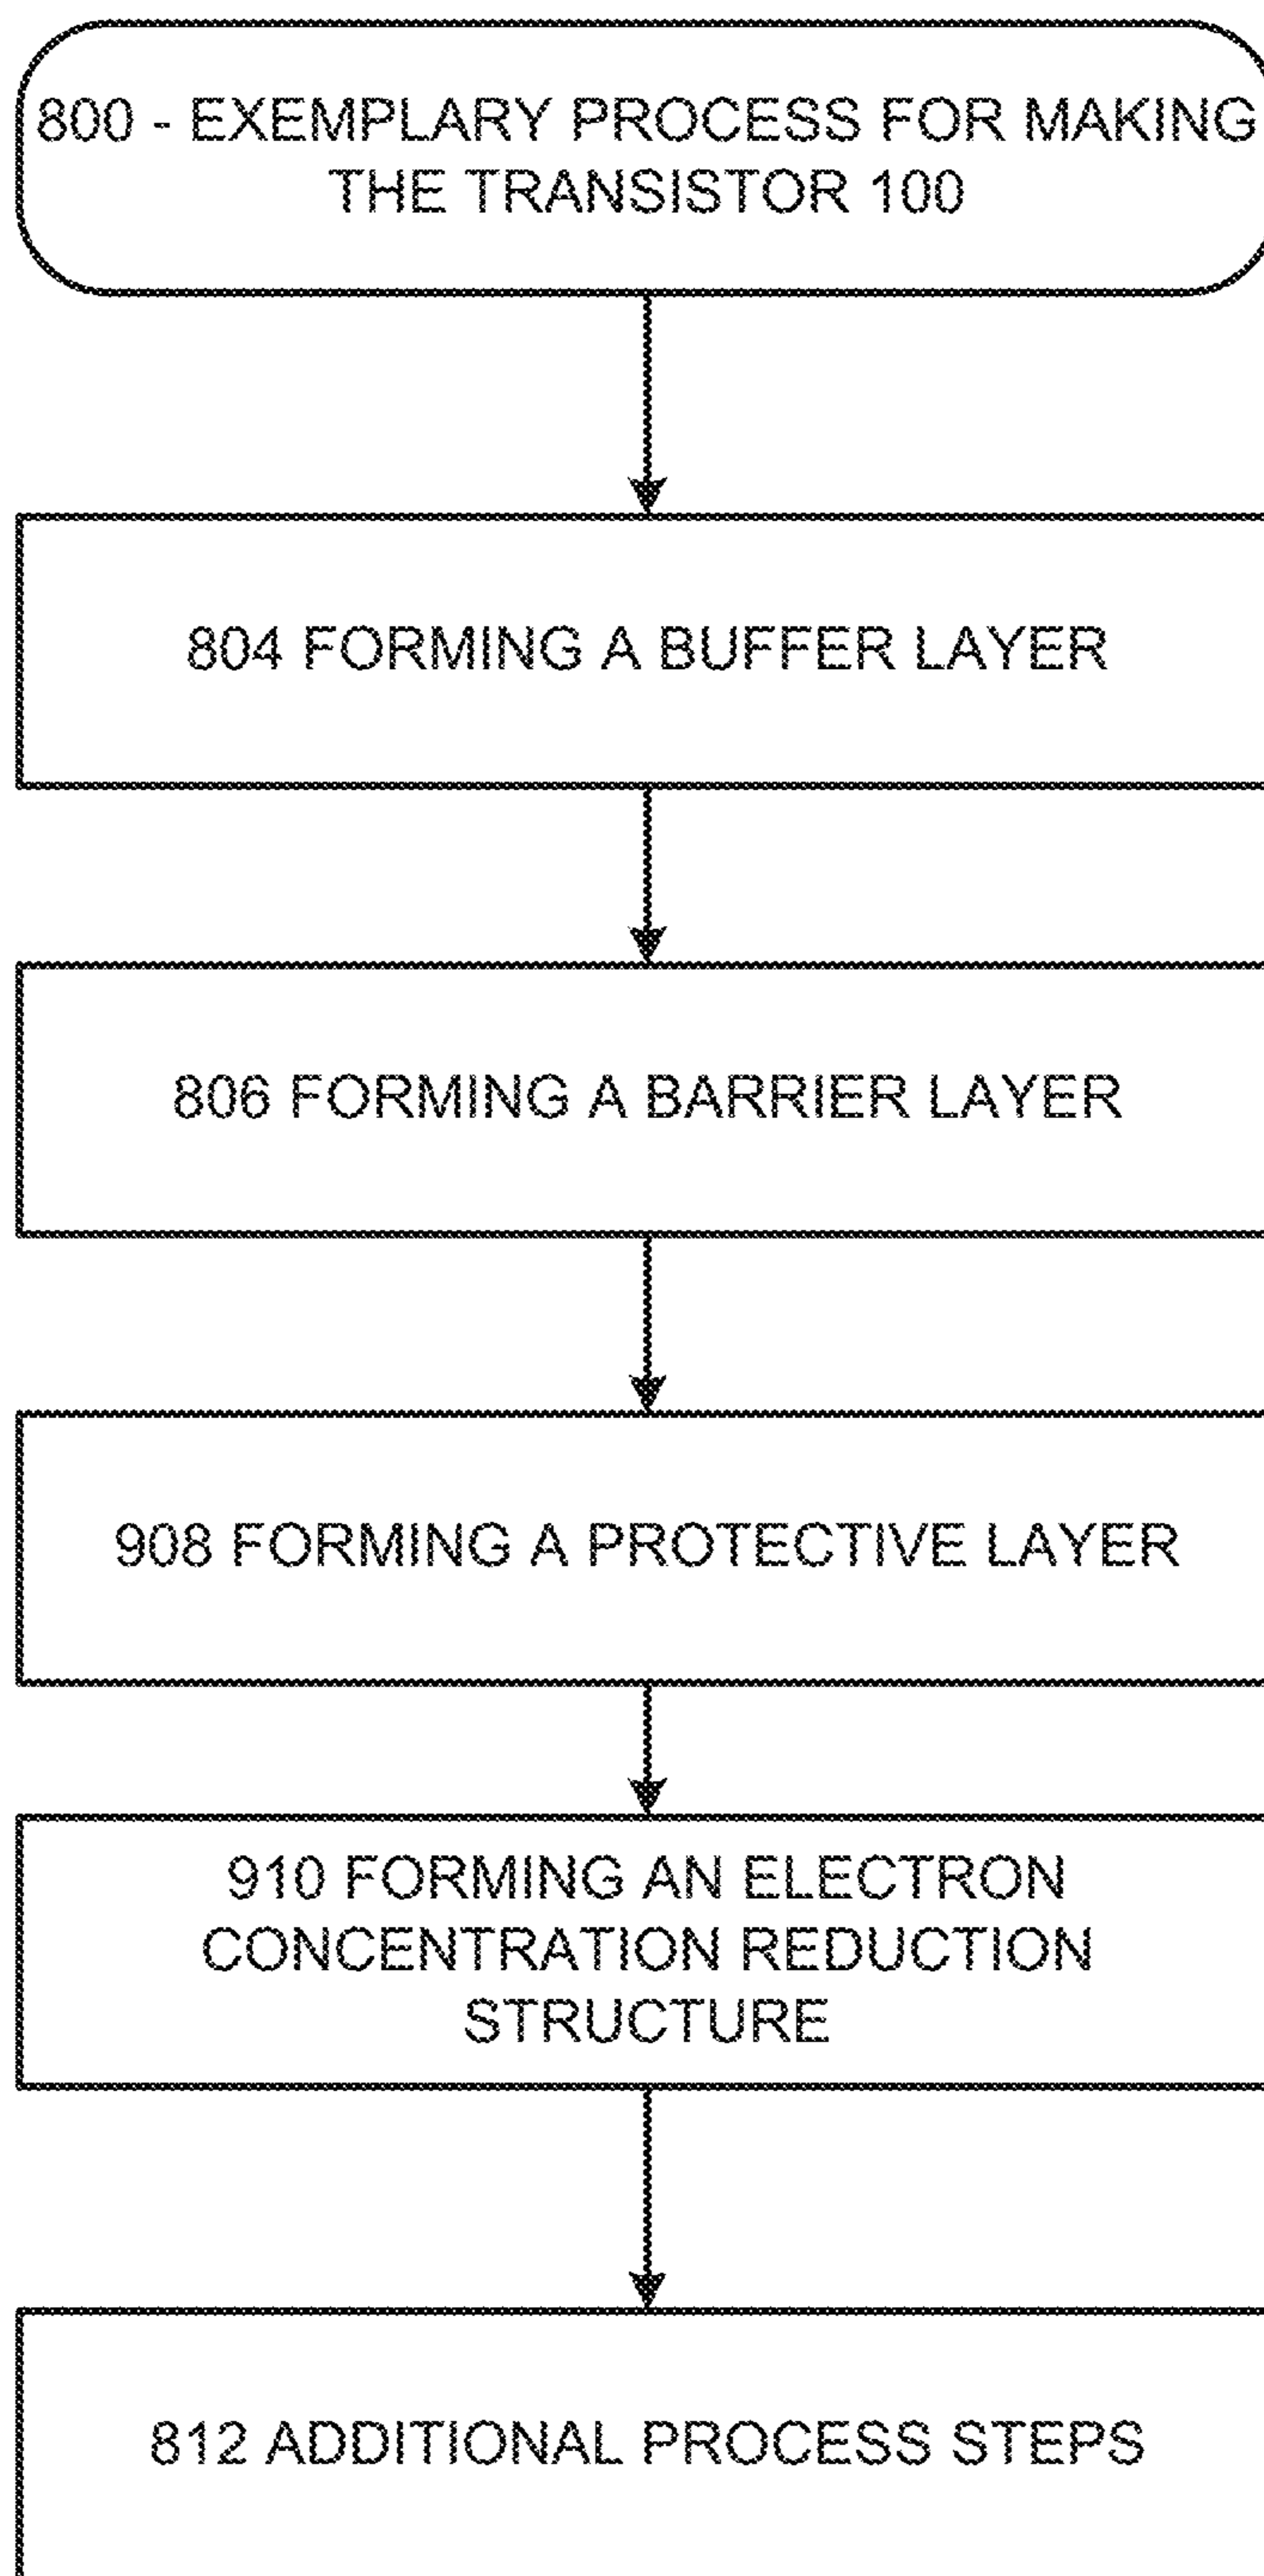 800 - EXEMPLARY PROCESS FOR MAKING
THE TRANSISTOR 100
804 FORMING A BUFFER LAYER
806 FORMING A BARRIER LAYER
908 FORMING A PROTECTIVE LAYER
910 FORMING AN ELECTRON
CONCENTRATION REDUCTION
STRUCTURE
812 ADDITIONAL PROCESS STEPS